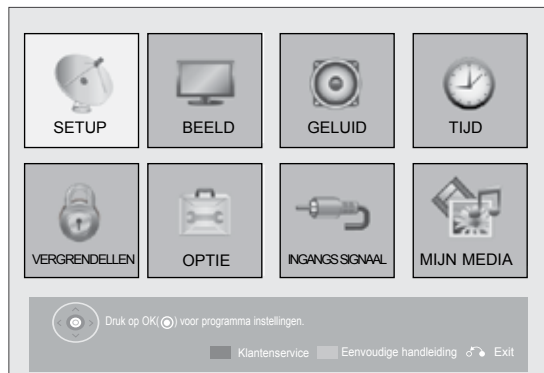 SETUP BEELD GELUID TIJD
VERGRENDELLEN OPTIE INGANGS SIGNAAL MIJN MEDIA
Druk op OK(◉) voor programma instellingen.
Klantenservice Eenvoudige handleiding Exit